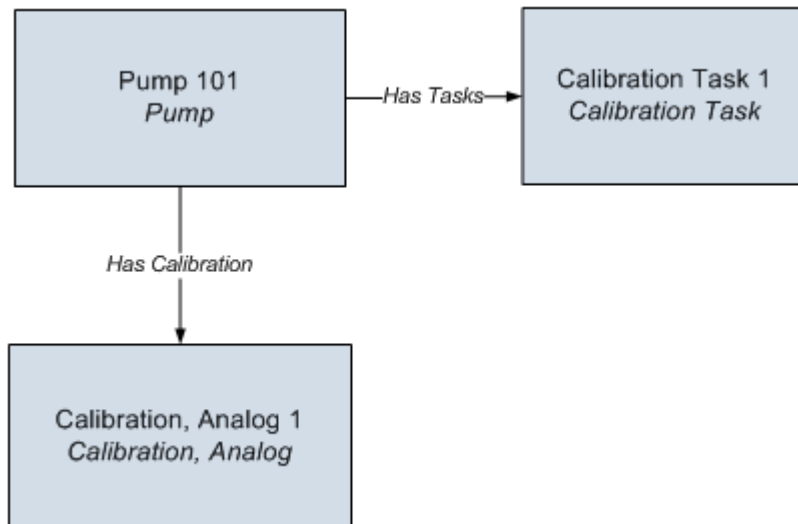 Pump 101
Pump
Has Tasks
Calibration Task 1
Calibration Task
Has Calibration
Calibration, Analog 1
Calibration, Analog